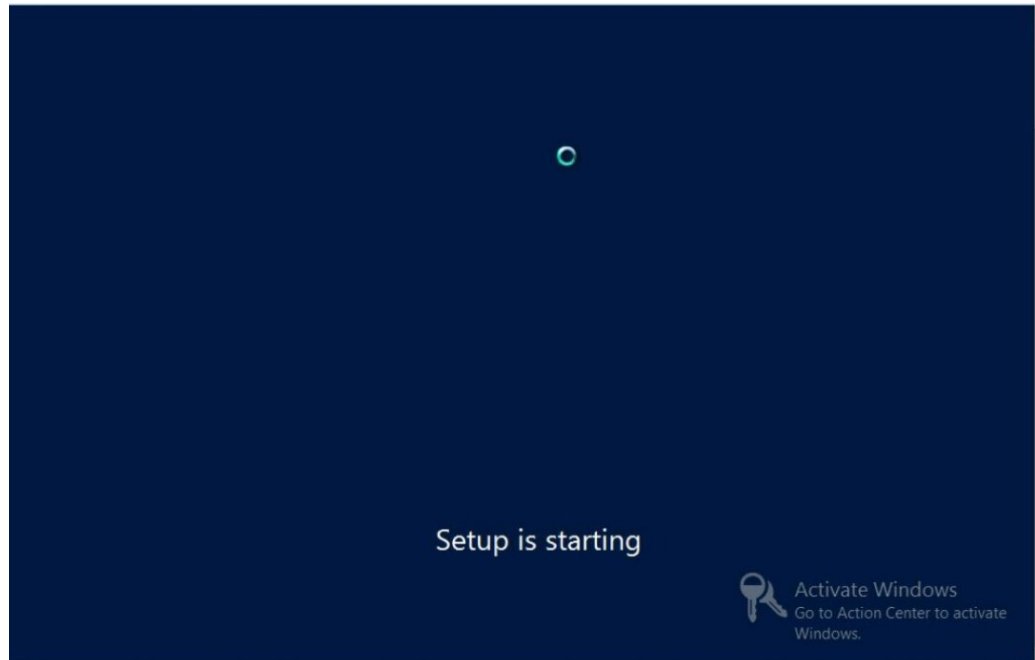 Setup is starting
Activate Windows
Go to Action Center to activate
Windows.